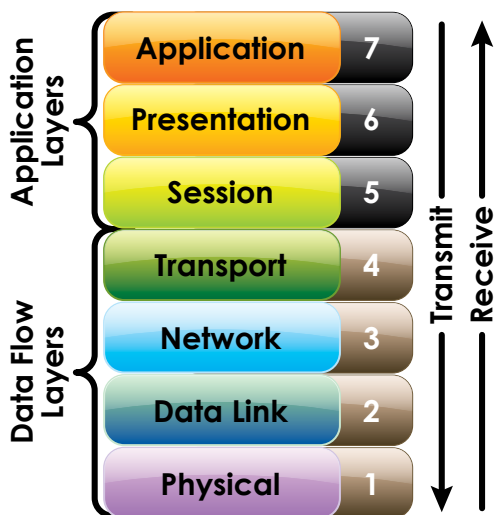 Application Layers
Application 7
Presentation 6
Session 5
Data Flow Layers
Transport 4
Network 3
Data Link 2
Physical 1
Transmit
Receive